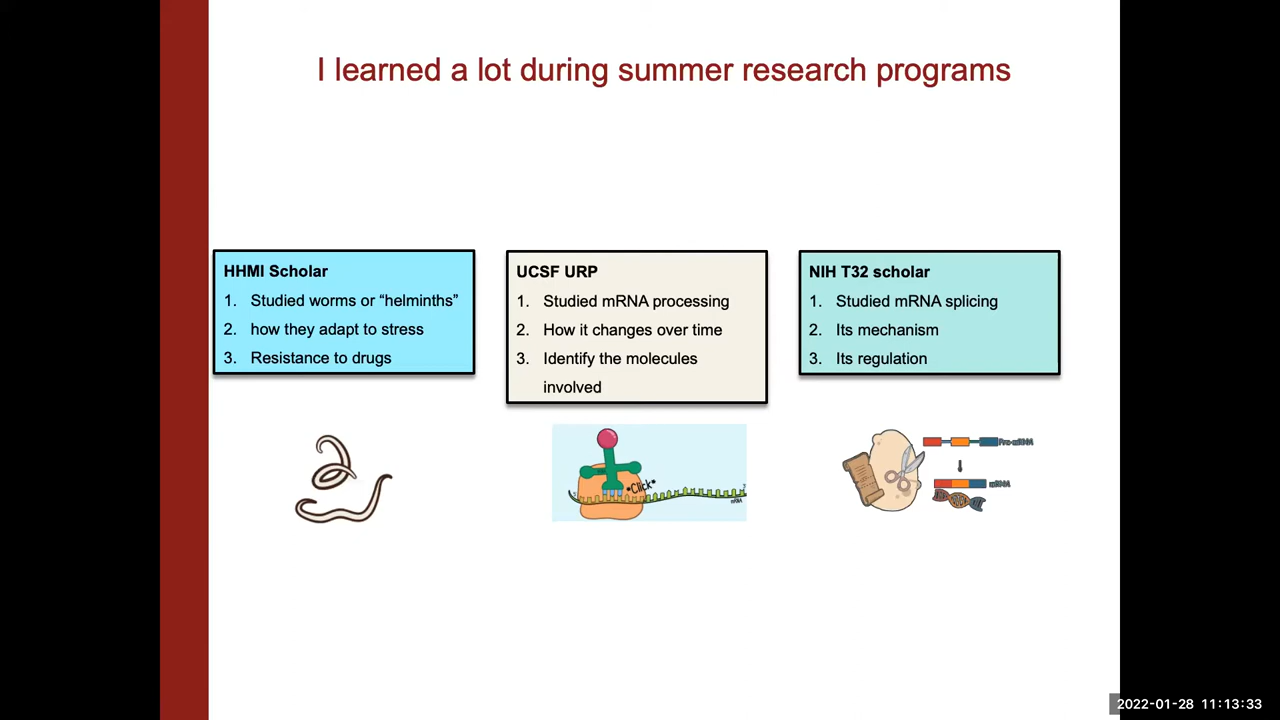 I learned a lot during summer research programs
HHMI Scholar
1. Studied worms or “helminths”
2. how they adapt to stress
3. Resistance to drugs
UCSF URP
1. Studied mRNA processing
2. How it changes over time
3. Identify the molecules
involved
NIH T32 scholar
1. Studied mRNA splicing
2. Its mechanism
3. Its regulation
*Click*
mRNA
Pre-mRNA
mRNA
2022-01-28 11:13:33